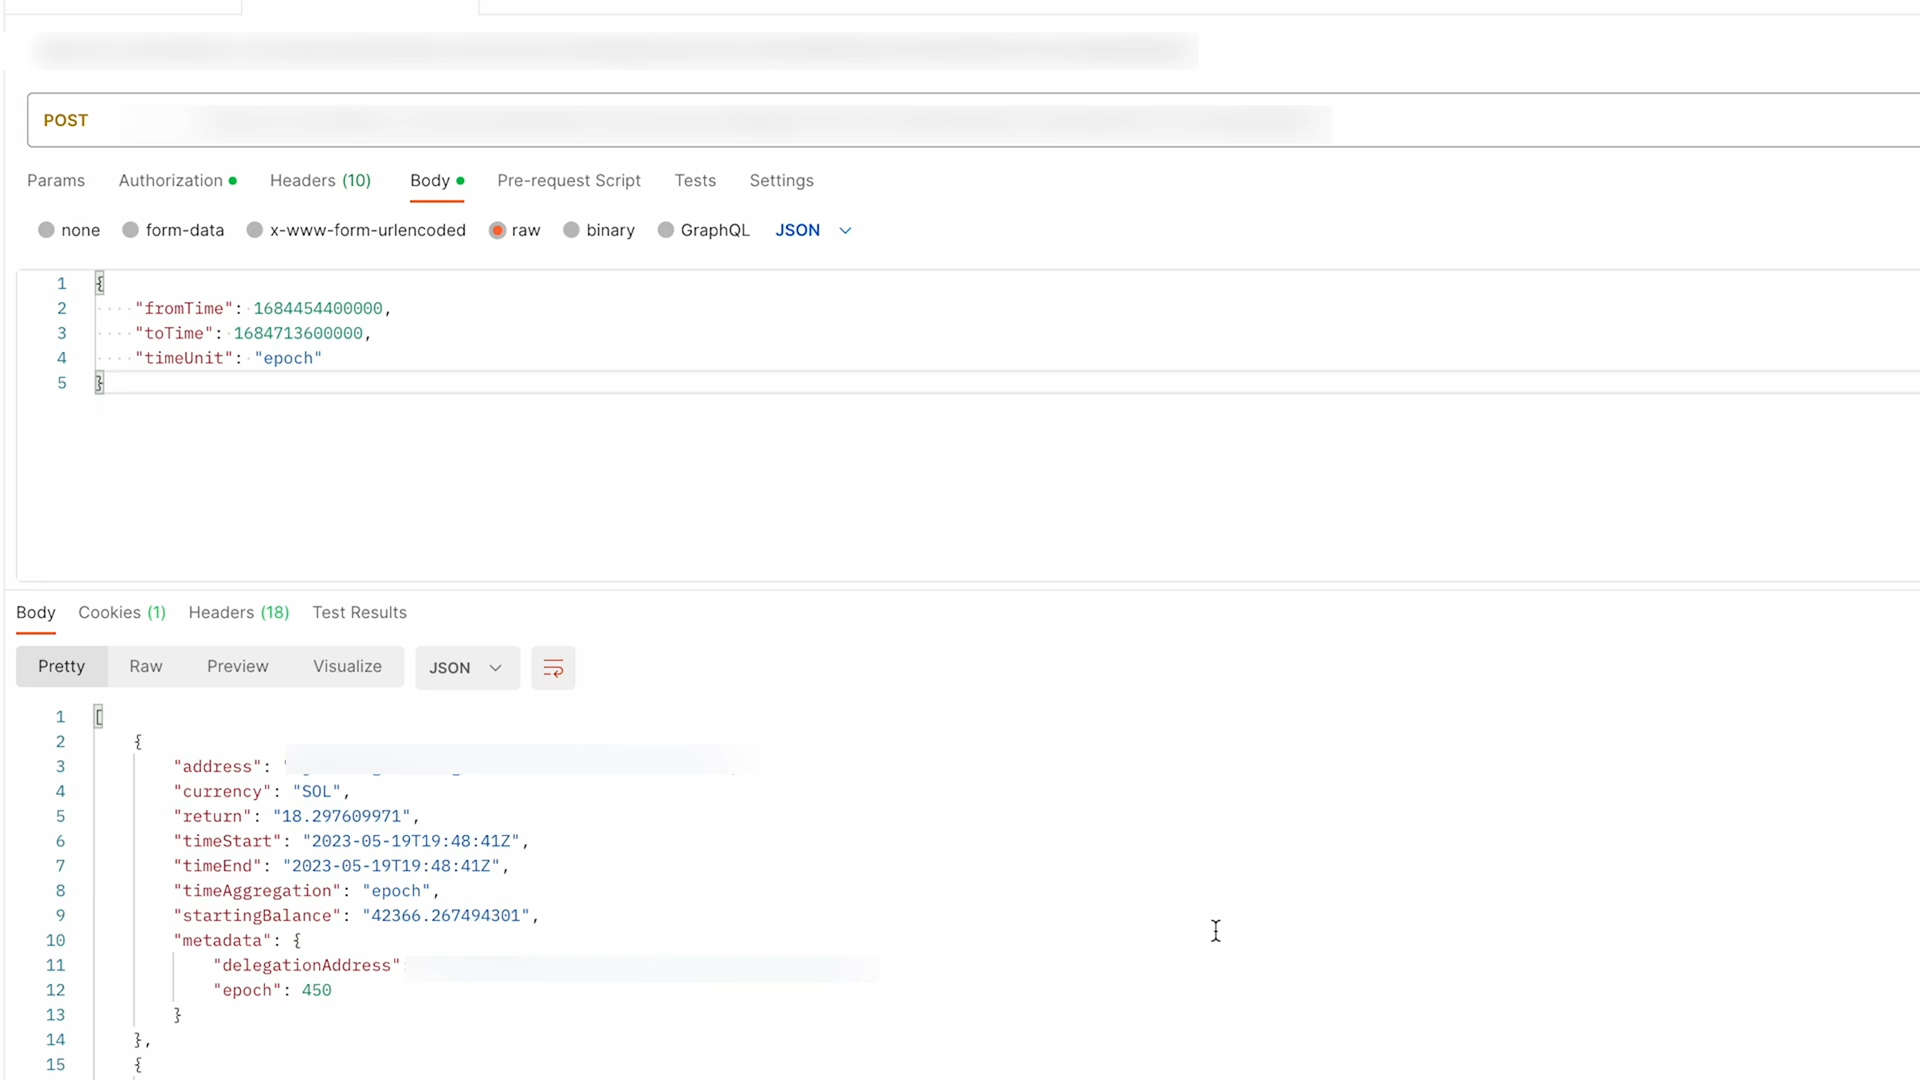 POST
Params Authorization Headers (10) Body Pre-request Script Tests Settings
none form-data x-www-form-urlencoded raw binary GraphQL JSON
1 {
2 "fromTime": 1684454400000,
3 "toTime": 1684713600000,
4 "timeUnit": "epoch"
5 }
Body Cookies (1) Headers (18) Test Results
Pretty Raw Preview Visualize JSON
1 [
2 {
3 "address": "
4 "currency": "SOL",
5 "return": "18.297609971",
6 "timeStart": "2023-05-19T19:48:41Z",
7 "timeEnd": "2023-05-19T19:48:41Z",
8 "timeAggregation": "epoch",
9 "startingBalance": "42366.267494301",
10 "metadata": {
11 "delegationAddress":
12 "epoch": 450
13 }
14 },
15 {